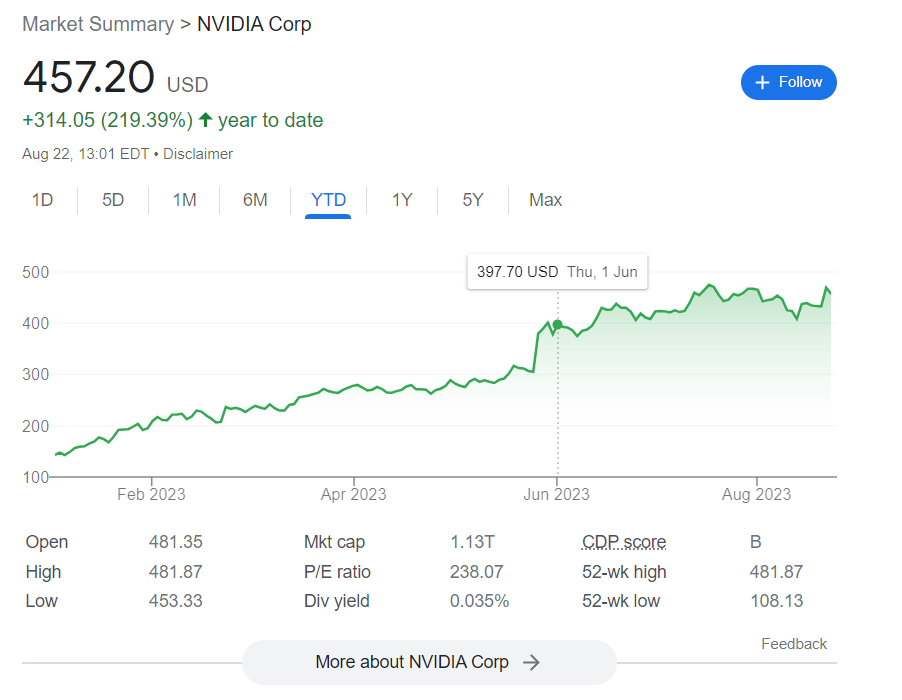 Market Summary > NVIDIA Corp
457.20 USD
+ Follow
+314.05 (219.39%) ↑ year to date
Aug 22, 13:01 EDT • Disclaimer
1D 5D 1M 6M YTD 1Y 5Y Max
397.70 USD Thu, 1 Jun
500
400
300
200
100
Feb 2023 Apr 2023 Jun 2023 Aug 2023
Open 481.35 Mkt cap 1.13T CDP score B
High 481.87 P/E ratio 238.07 52-wk high 481.87
Low 453.33 Div yield 0.035% 52-wk low 108.13
Feedback
More about NVIDIA Corp →